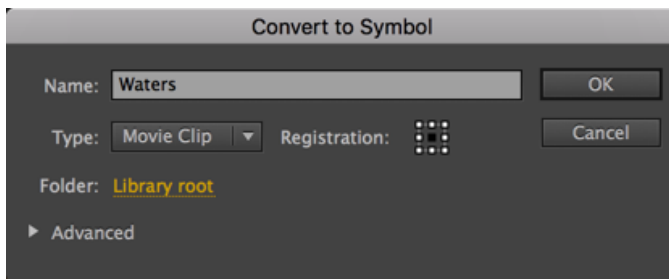 Convert to Symbol
Name: Waters OK
Type: Movie Clip Registration: Cancel
Folder: Library root
Advanced